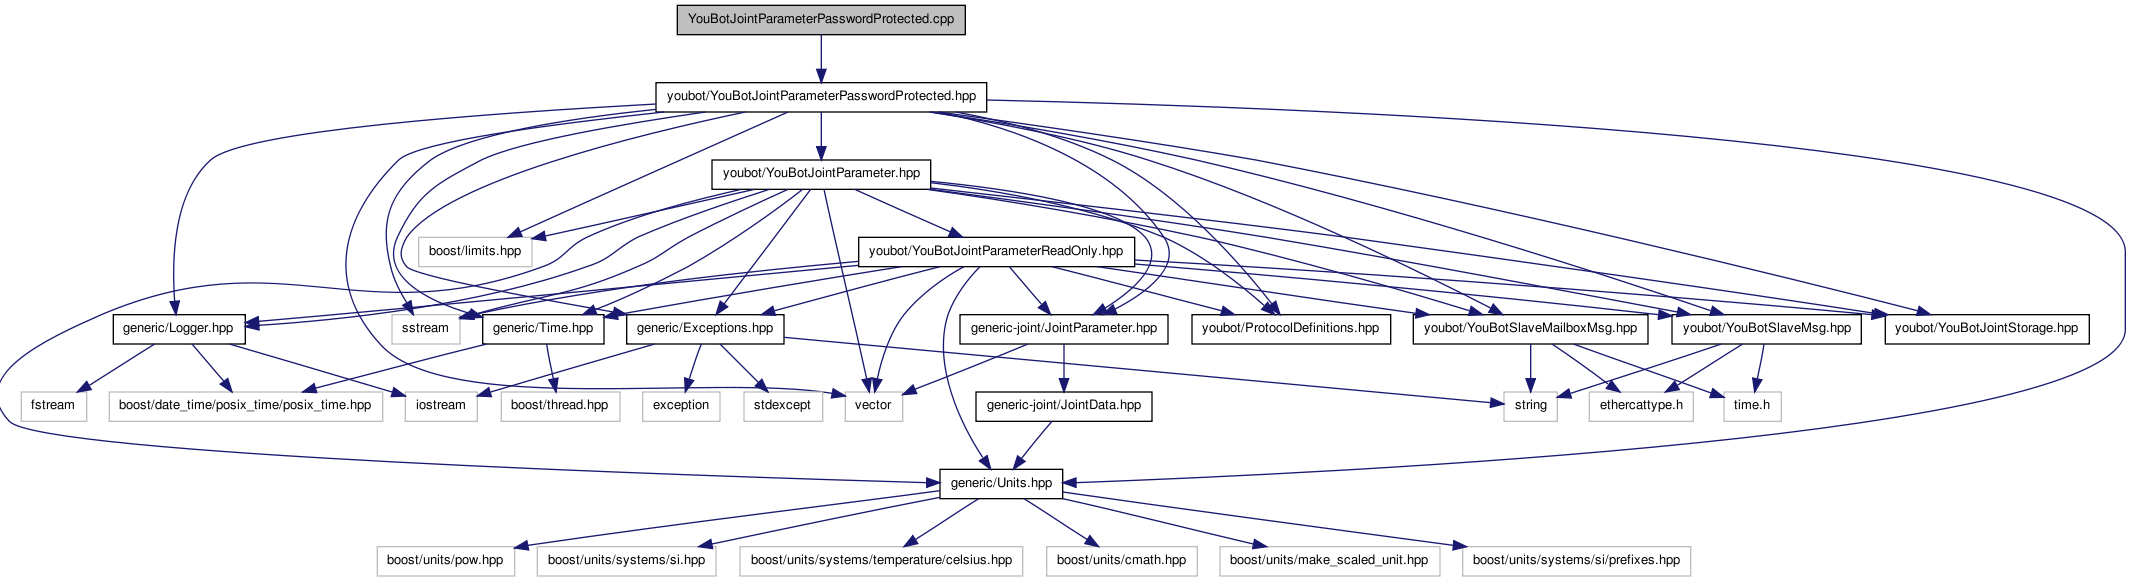 YouBotJointParameterPasswordProtected.cpp
youbot/YouBotJointParameterPasswordProtected.hpp
youbot/YouBotJointParameter.hpp
boost/limits.hpp
youbot/YouBotJointParameterReadOnly.hpp
generic/Logger.hpp
sstream
generic/Time.hpp
generic/Exceptions.hpp
generic-joint/JointParameter.hpp
youbot/ProtocolDefinitions.hpp
youbot/YouBotSlaveMailboxMsg.hpp
youbot/YouBotSlaveMsg.hpp
youbot/YouBotJointStorage.hpp
fstream
boost/date_time/posix_time/posix_time.hpp
iostream
boost/thread.hpp
exception
stdexcept
vector
generic-joint/JointData.hpp
string
ethercattype.h
time.h
generic/Units.hpp
boost/units/pow.hpp
boost/units/systems/si.hpp
boost/units/systems/temperature/celsius.hpp
boost/units/cmath.hpp
boost/units/make_scaled_unit.hpp
boost/units/systems/si/prefixes.hpp